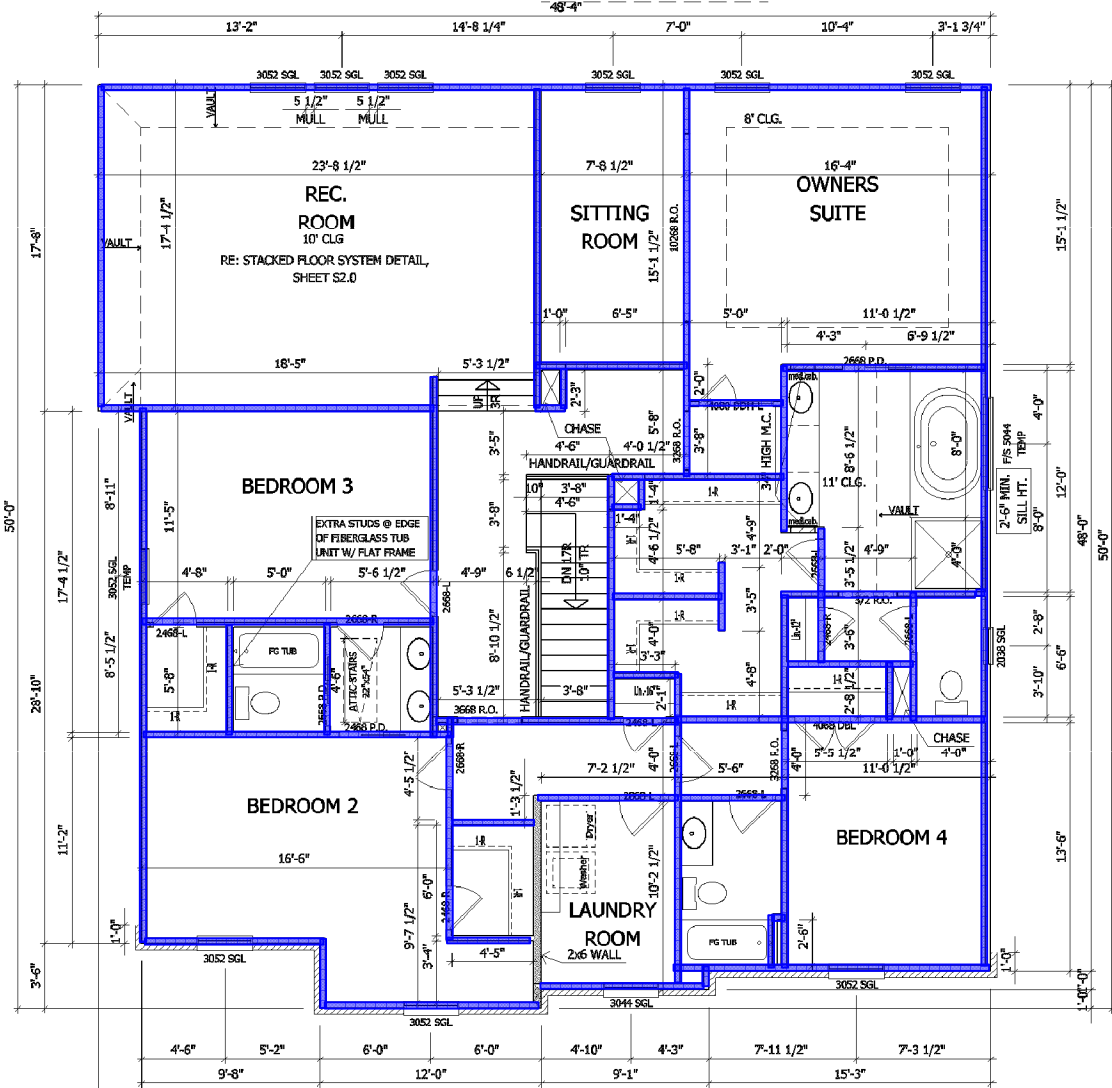 48'-4"
13'-2" 14'-8 1/4" 7'-0" 10'-4" 3'-1 3/4"
3052 SGL 3052 SGL 3052 SGL 3052 SGL 3052 SGL 3052 SGL
5 1/2" 5 1/2"
MULL MULL
VAULT
8' CLG.
23'-8 1/2" 7'-8 1/2" 16'-4"
REC.
ROOM
10' CLG
RE: STACKED FLOOR SYSTEM DETAIL,
SHEET S2.0
SITTING
ROOM
OWNERS
SUITE
17'-4 1/2"
VAULT
15'-1 1/2"
10268 R.O.
17'-8"
15'-1 1/2"
1'-0" 6'-5" 5'-0" 11'-0 1/2"
4'-3" 6'-9 1/2"
18'-5" 5'-3 1/2"
2668 P.D.
VAULT
UP
3R
2'-3"
2'-0"
CHASE
5'-8"
3268 R.O.
3'-8"
4'-6" 4'-0 1/2"
HANDRAIL/GUARDRAIL
HIGH M.C.
8'-6 1/2"
11' CLG.
8'-0"
VAULT
F/S 5044
TEMP
2'-6" MIN.
SILL HT.
4'-0"
8'-0"
12'-0"
BEDROOM 3
EXTRA STUDS @ EDGE
OF FIBERGLASS TUB
UNIT W/ FLAT FRAME
8'-11"
11'-5"
3'-5"
3'-8"
10" 3'-8"
4'-6"
1'-4"
1'-4"
1-R
4'-6 1/2"
4'-9"
DN 17R
10" TR
50'-0"
17'-4 1/2"
3052 SGL
TEMP
4'-8" 5'-0" 5'-6 1/2" 4'-9" 6 1/2"
5'-8" 3'-1" 2'-0" 4'-9"
3'-5 1/2"
4'-0"
1-R
48'-0"
50'-0"
2668-L
2668-R
2468-L
3'-5"
1-R
4'-0"
3'-6"
2'-8"
6'-6"
3'-10"
2038 SGL
8'-5 1/2"
28'-10"
5'-8"
1-R
1-R
FG TUB
4'-6"
ATTIC STAIRS
22"x54"
8'-10 1/2"
HANDRAIL/GUARDRAIL
3'-3"
4'-8"
2'-1"
1-R
1-R
2'-8 1/2"
5'-3 1/2" 3'-8"
3668 R.O.
2468 P.D.
2668 P.D.
2468-L
4068 DBL
CHASE
5'-5 1/2" 1'-0" 4'-0"
11'-0 1/2"
4'-0"
3268 R.O.
7'-2 1/2" 4'-0" 5'-6"
2668-R
4'-5 1/2"
1'-3 1/2"
2668-L
BEDROOM 2
BEDROOM 4
Dryer
Washer
1-R
11'-2"
16'-6"
6'-0"
10'-2 1/2"
13'-6"
LAUNDRY
ROOM
2x6 WALL
9'-7 1/2"
3'-4"
4'-5"
FG TUB
2'-6"
1'-0"
1'-0"
3052 SGL
3'-6"
3052 SGL
3044 SGL
3052 SGL
1'-0"
4'-6" 5'-2" 6'-0" 6'-0" 4'-10" 4'-3" 7'-11 1/2" 7'-3 1/2"
9'-8" 12'-0" 9'-1" 15'-3"